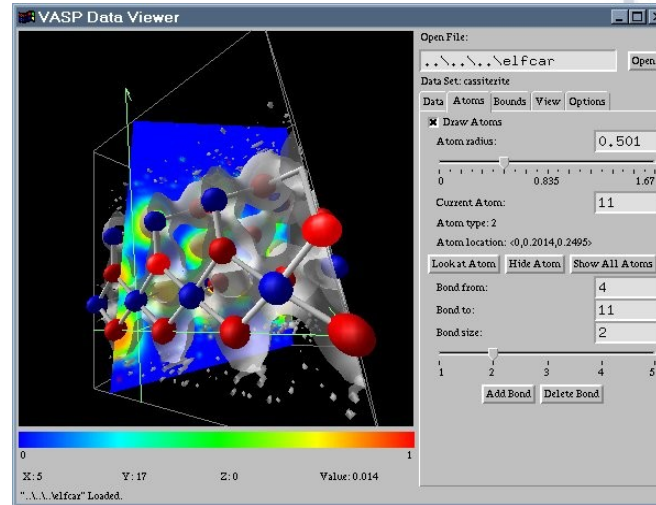 VASP Data Viewer
Open File:
..\..\..\elfcar
Open
Data Set: cassiterite
Data Atoms Bounds View Options
Draw Atoms
Atom radius:
0.501
0 0.835 1.67
Current Atom:
11
Atom type: 2
Atom location: <0,0.2014,0.2495>
Look at Atom Hide Atom Show All Atoms
Bond from:
4
Bond to:
11
Bond size:
2
1 2 3 4 5
Add Bond Delete Bond
0 1
X: 5 Y: 17 Z: 0 Value: 0.014
"..\..\..\elfcar" Loaded.